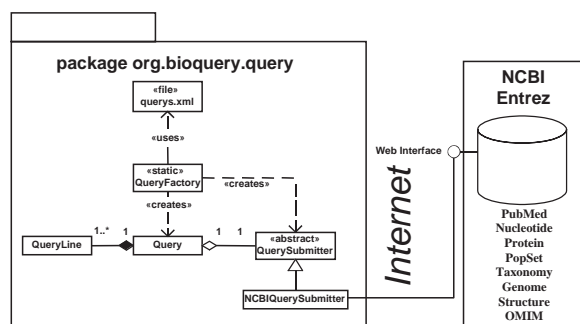 package org.bioquery.query
«file»
querys.xml
«uses»
«static»
QueryFactory
«creates»
«creates»
1..*
1
1
1
QueryLine
Query
«abstract»
QuerySubmitter
NCBIQuerySubmitter
Internet
Web Interface
NCBI
Entrez
PubMed
Nucleotide
Protein
PopSet
Taxonomy
Genome
Structure
OMIM